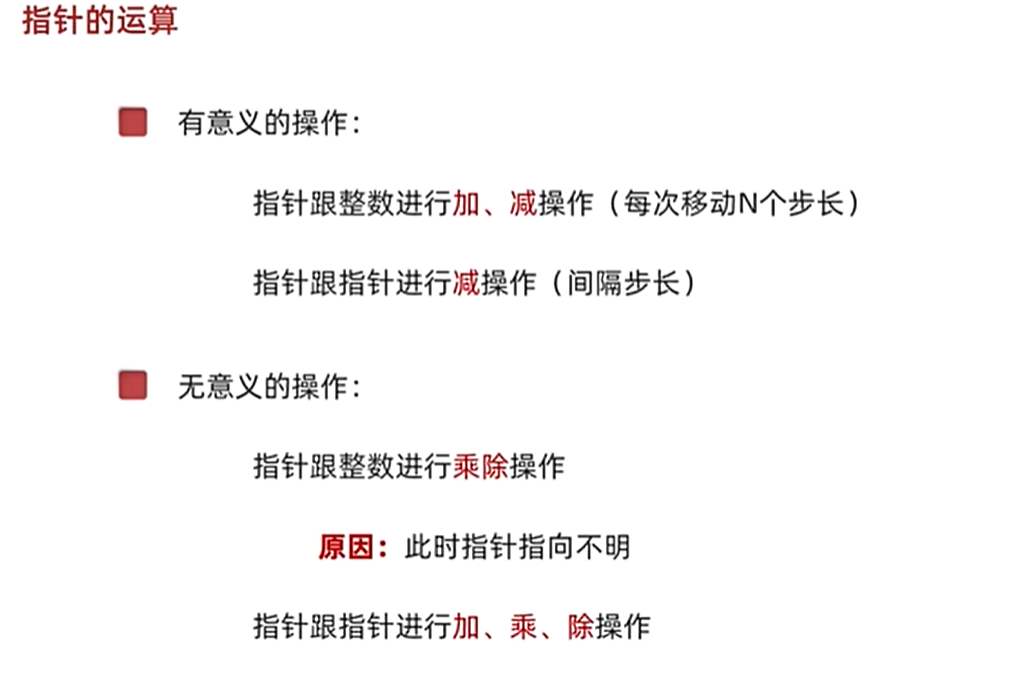 指针的运算
有意义的操作：
指针跟整数进行加、减操作（每次移动N个步长）
指针跟指针进行减操作（间隔步长）
无意义的操作：
指针跟整数进行乘除操作
原因：此时指针指向不明
指针跟指针进行加、乘、除操作